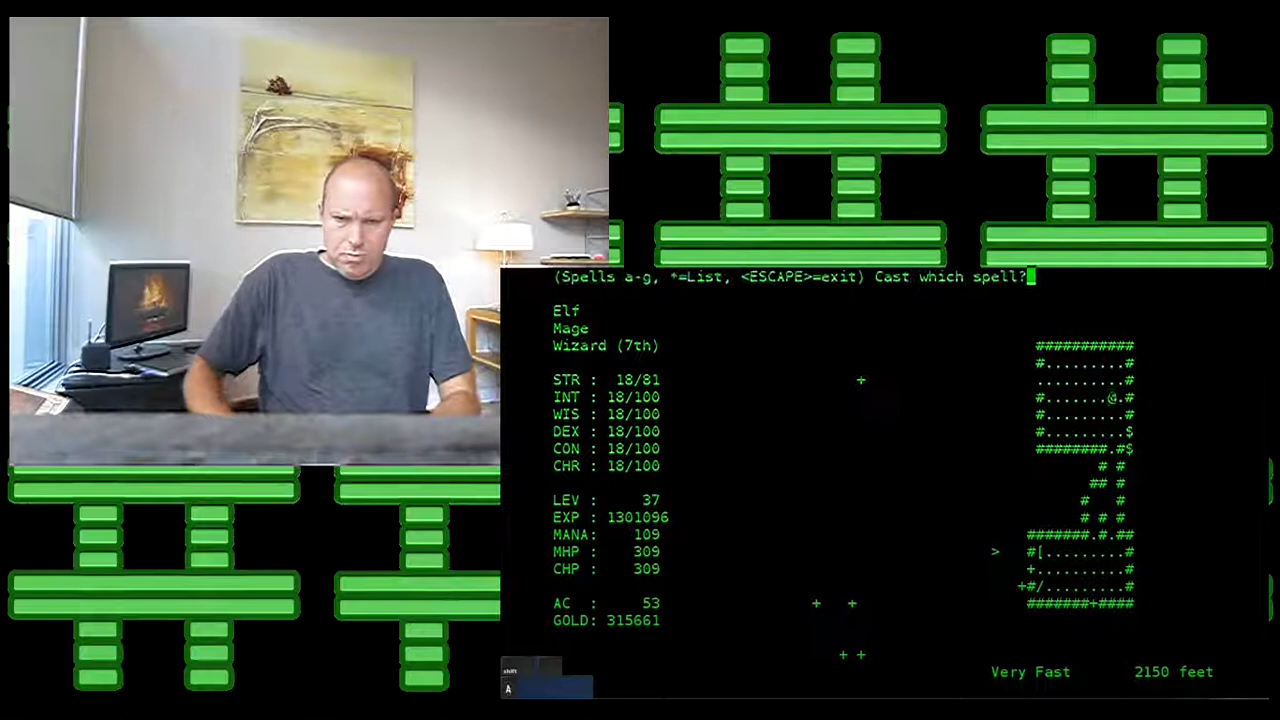 (Spells a-g, *=List, <ESCAPE>=exit) Cast which spell?
Elf
Mage
Wizard (7th)
STR : 18/81
INT : 18/100
WIS : 18/100
DEX : 18/100
CON : 18/100
CHR : 18/100
LEV : 37
EXP : 1301096
MANA: 109
MHP : 309
CHP : 309
AC : 53
GOLD: 315661
###########
#.........#
+ ..........#
#.......@.#
#.........#
#.........$
########.#$
# #
## #
# #
# # #
#######.#.##
> #[.........#
+..........#
+#/.........#
+ + #######+####
+ +
Very Fast 2150 feet
shift
A